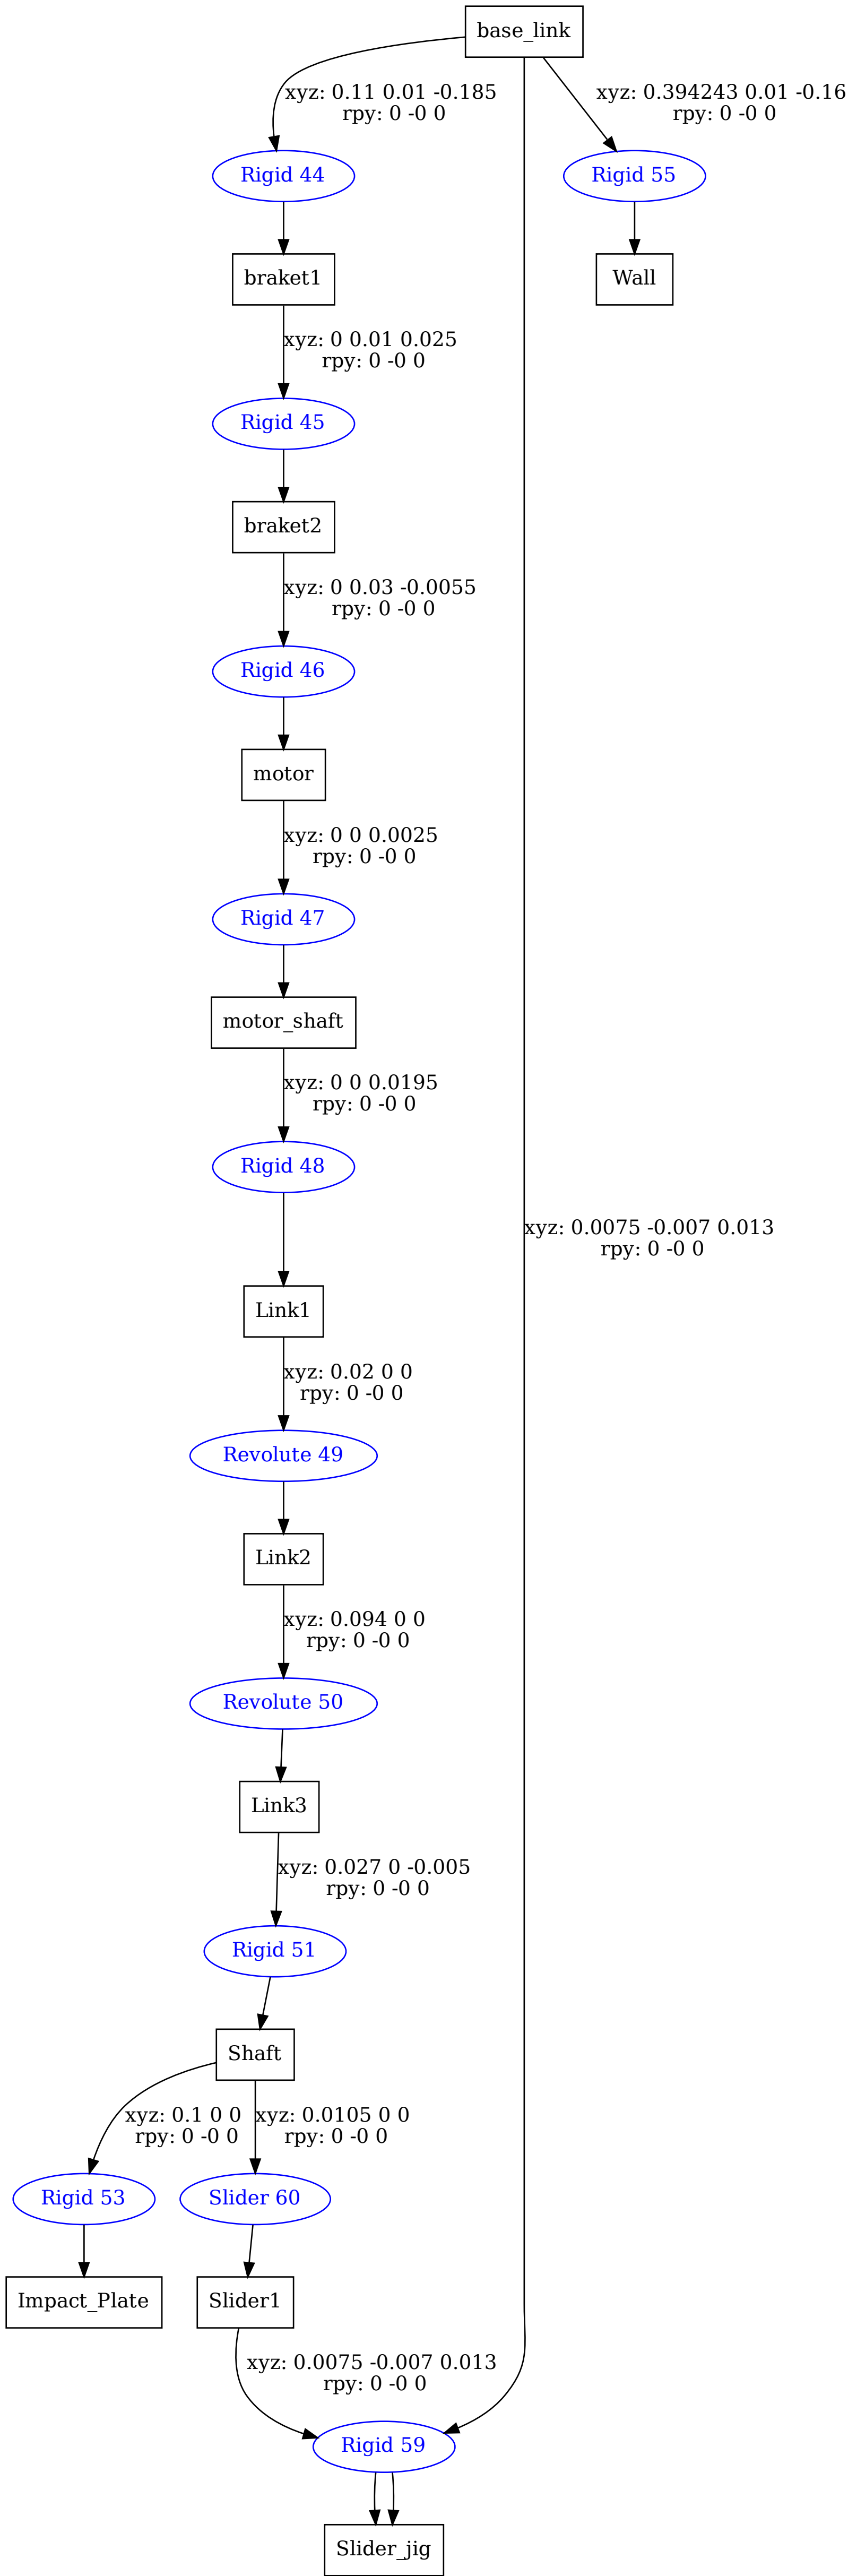 base_link
xyz: 0.11 0.01 -0.185
rpy: 0 -0 0
xyz: 0.394243 0.01 -0.16
rpy: 0 -0 0
Rigid 44
Rigid 55
braket1
Wall
xyz: 0 0.01 0.025
rpy: 0 -0 0
Rigid 45
braket2
xyz: 0 0.03 -0.0055
rpy: 0 -0 0
Rigid 46
motor
xyz: 0 0 0.0025
rpy: 0 -0 0
Rigid 47
motor_shaft
xyz: 0 0 0.0195
rpy: 0 -0 0
Rigid 48
xyz: 0.0075 -0.007 0.013
rpy: 0 -0 0
Link1
xyz: 0.02 0 0
rpy: 0 -0 0
Revolute 49
Link2
xyz: 0.094 0 0
rpy: 0 -0 0
Revolute 50
Link3
xyz: 0.027 0 -0.005
rpy: 0 -0 0
Rigid 51
Shaft
xyz: 0.1 0 0
rpy: 0 -0 0
xyz: 0.0105 0 0
rpy: 0 -0 0
Rigid 53
Slider 60
Impact_Plate
Slider1
xyz: 0.0075 -0.007 0.013
rpy: 0 -0 0
Rigid 59
Slider_jig